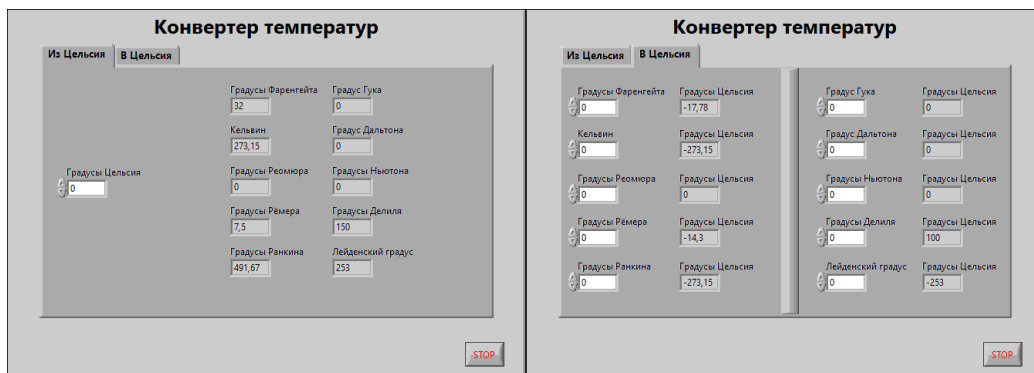 Конвертер температур
Из Цельсия В Цельсия
Градусы Фаренгейта Градус Гука
32 0
Кельвин Градус Дальтона
273,15 0
Градусы Цельсия
0
Градусы Реомюра Градусы Ньютона
0 0
Градусы Рёмера Градусы Делиля
7,5 150
Градусы Ранкина Лейденский градус
491,67 253
STOP
Конвертер температур
Из Цельсия В Цельсия
Градусы Фаренгейта Градусы Цельсия Градус Гука Градусы Цельсия
0 -17,78 0 0
Кельвин Градусы Цельсия Градус Дальтона Градусы Цельсия
0 -273,15 0 0
Градусы Реомюра Градусы Цельсия Градусы Ньютона Градусы Цельсия
0 0 0 0
Градусы Рёмера Градусы Цельсия Градусы Делиля Градусы Цельсия
0 -14,3 0 100
Градусы Ранкина Градусы Цельсия Лейденский градус Градусы Цельсия
0 -273,15 0 -253
STOP